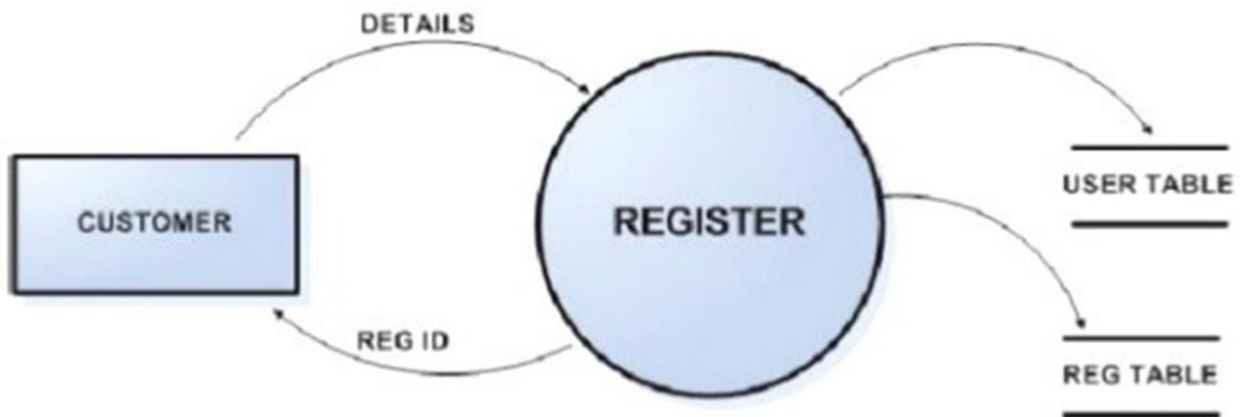 DETAILS
CUSTOMER
REGISTER
USER TABLE
REG ID
REG TABLE